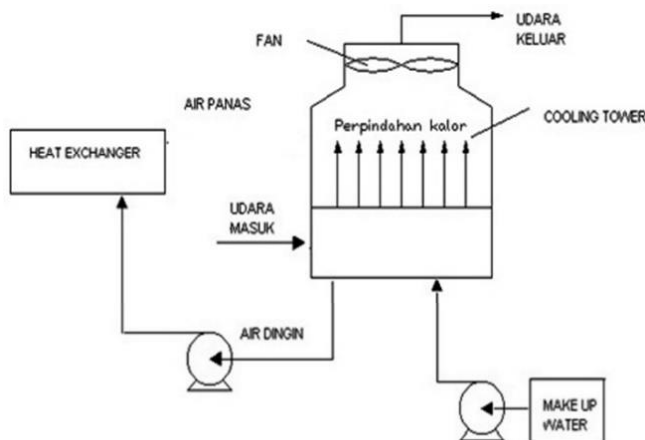 UDARA
KELUAR
FAN
AIR PANAS
COOLING TOWER
Perpindahan kalor
HEAT EXCHANGER
UDARA
MASUK
AIR DINGIN
MAKE UP
WATER